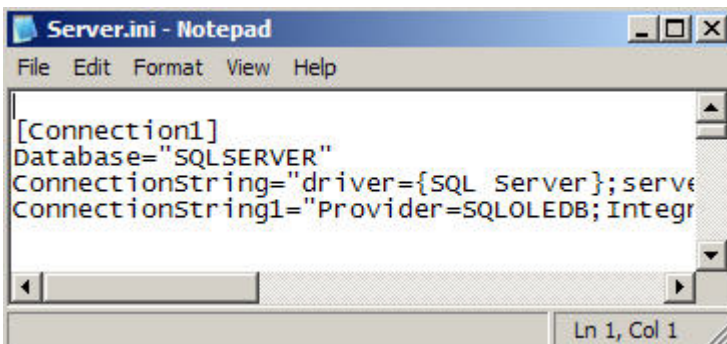 Server.ini - Notepad
File Edit Format View Help
[Connection1]
Database="SQLSERVER"
ConnectionString="driver={SQL Server};serve
ConnectionString1="Provider=SQLOLEDB;Integr
Ln 1, Col 1